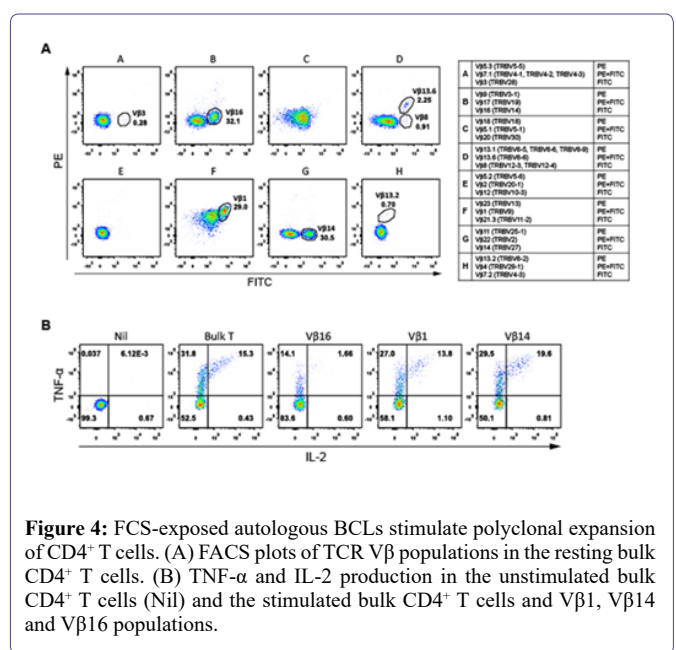 A
A B C D
PE
Vβ3
0.28
Vβ16
32.1
Vβ13.6
2.25
Vβ8
0.91
E F G H
Vβ1
29.0
Vβ14
30.5
Vβ13.2
0.70
FITC
A Vβ5.3 (TRBV5-5) PE
Vβ7.1 (TRBV4-1, TRBV4-2, TRBV4-3) PE+FITC
Vβ3 (TRBV28) FITC
B Vβ9 (TRBV3-1) PE
Vβ17 (TRBV19) PE+FITC
Vβ16 (TRBV14) FITC
C Vβ18 (TRBV18) PE
Vβ5.1 (TRBV5-1) PE+FITC
Vβ20 (TRBV30) FITC
D Vβ13.1 (TRBV6-5, TRBV6-6, TRBV6-9) PE
Vβ13.6 (TRBV6-6) PE+FITC
Vβ8 (TRBV12-3, TRBV12-4) FITC
E Vβ5.2 (TRBV5-6) PE
Vβ2 (TRBV20-1) PE+FITC
Vβ12 (TRBV10-3) FITC
F Vβ23 (TRBV13) PE
Vβ1 (TRBV9) PE+FITC
Vβ21.3 (TRBV11-2) FITC
G Vβ11 (TRBV25-1) PE
Vβ22 (TRBV2) PE+FITC
Vβ14 (TRBV27) FITC
H Vβ13.2 (TRBV6-2) PE
Vβ4 (TRBV29-1) PE+FITC
Vβ7.2 (TRBV4-3) FITC
B
Nil Bulk T Vβ16 Vβ1 Vβ14
TNF-α
0.037 6.12E-3 31.8 15.3 14.1 1.66 27.0 13.8 29.5 19.6
99.3 0.67 52.5 0.43 83.6 0.60 58.1 1.10 50.1 0.81
IL-2
Figure 4: FCS-exposed autologous BCLs stimulate polyclonal expansion
of CD4⁺ T cells. (A) FACS plots of TCR Vβ populations in the resting bulk
CD4⁺ T cells. (B) TNF-α and IL-2 production in the unstimulated bulk
CD4⁺ T cells (Nil) and the stimulated bulk CD4⁺ T cells and Vβ1, Vβ14
and Vβ16 populations.